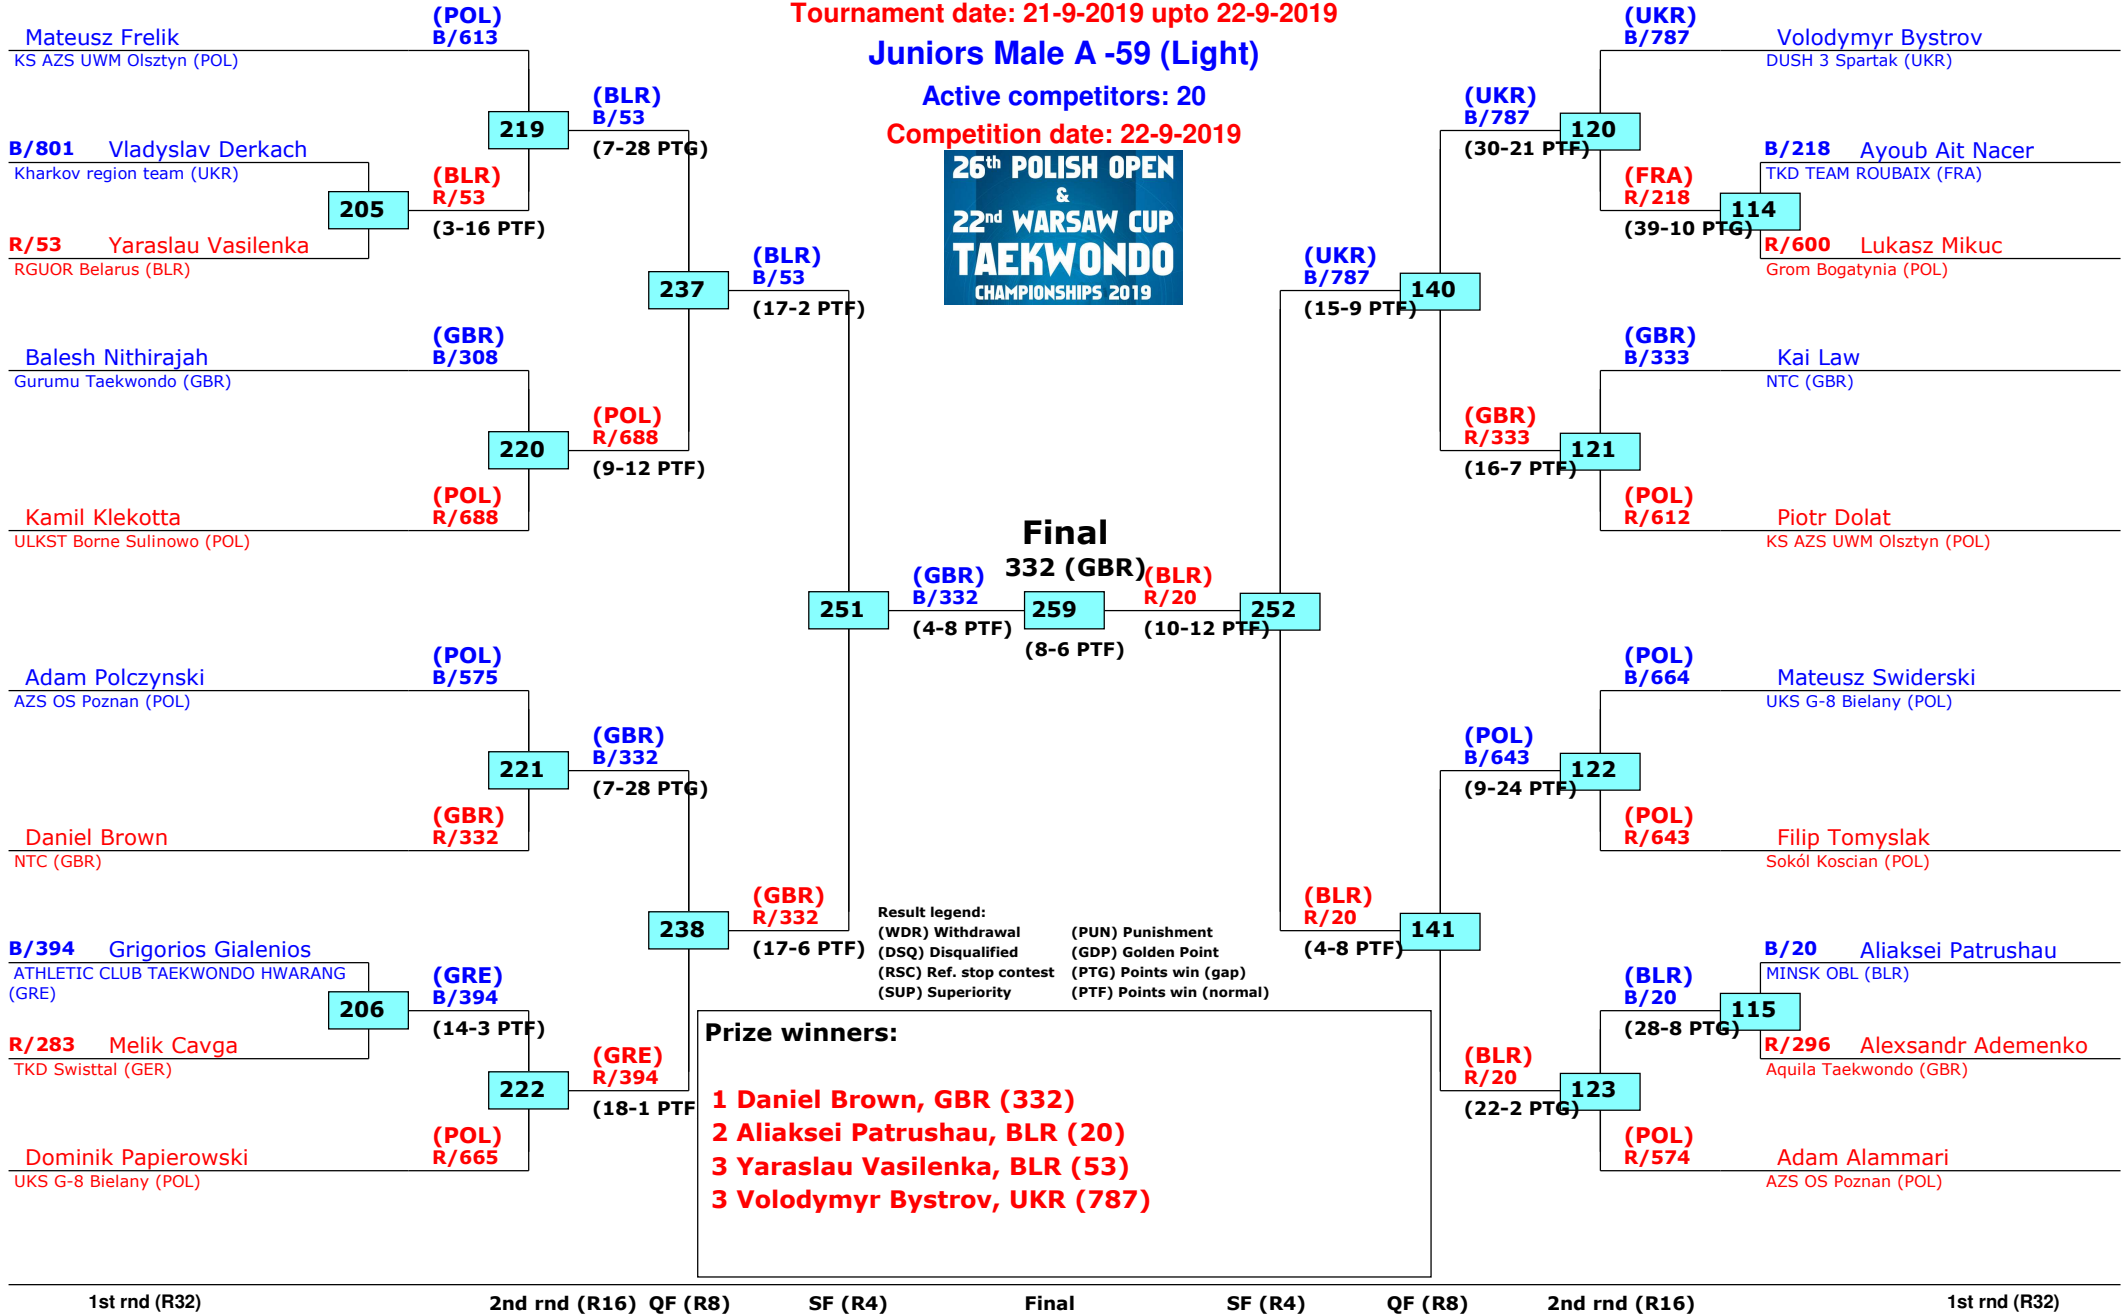 Tournament date: 21-9-2019 upto 22-9-2019
Juniors Male A -59 (Light)
Active competitors: 20
Competition date: 22-9-2019
26th POLISH OPEN
&
22nd WARSAW CUP
TAEKWONDO
CHAMPIONSHIPS 2019
Mateusz Frelik
KS AZS UWM Olsztyn (POL)
(POL)
B/613
B/801 Vladyslav Derkach
Kharkov region team (UKR)
205
R/53 Yaraslau Vasilenka
RGUOR Belarus (BLR)
(BLR)
R/53
(3-16 PTF)
219
(BLR)
B/53
(7-28 PTG)
Balesh Nithirajah
Gurumu Taekwondo (GBR)
(GBR)
B/308
220
Kamil Klekotta
ULKST Borne Sulinowo (POL)
(POL)
R/688
(POL)
R/688
(9-12 PTF)
237
(BLR)
B/53
(17-2 PTF)
Adam Polczynski
AZS OS Poznan (POL)
(POL)
B/575
221
Daniel Brown
NTC (GBR)
(GBR)
R/332
(GBR)
B/332
(7-28 PTG)
B/394 Grigorios Gialenios
ATHLETIC CLUB TAEKWONDO HWARANG
(GRE)
206
R/283 Melik Cavga
TKD Swisttal (GER)
(GRE)
B/394
(14-3 PTF)
222
Dominik Papierowski
UKS G-8 Bielany (POL)
(POL)
R/665
(GRE)
R/394
(18-1 PTF
238
(GBR)
R/332
(17-6 PTF)
251
(GBR)
B/332
(4-8 PTF)
Final
332 (GBR)
259
(8-6 PTF)
(BLR)
R/20
(10-12 PTF)
252
(UKR)
B/787
(15-9 PTF)
140
(UKR)
B/787
(30-21 PTF)
120
(UKR)
B/787
Volodymyr Bystrov
DUSH 3 Spartak (UKR)
(FRA)
R/218
(39-10 PTG)
114
B/218 Ayoub Ait Nacer
TKD TEAM ROUBAIX (FRA)
R/600 Lukasz Mikuc
Grom Bogatynia (POL)
(GBR)
R/333
(16-7 PTF)
121
(GBR)
B/333
Kai Law
NTC (GBR)
(POL)
R/612
Piotr Dolat
KS AZS UWM Olsztyn (POL)
(BLR)
R/20
(4-8 PTF)
141
(POL)
B/643
(9-24 PTF)
122
(POL)
B/664
Mateusz Swiderski
UKS G-8 Bielany (POL)
(POL)
R/643
Filip Tomyslak
Sokól Koscian (POL)
(BLR)
R/20
(22-2 PTG)
123
(BLR)
B/20
(28-8 PTG)
115
B/20 Aliaksei Patrushau
MINSK OBL (BLR)
R/296 Alexsandr Ademenko
Aquila Taekwondo (GBR)
(POL)
R/574
Adam Alammari
AZS OS Poznan (POL)
Result legend:
(WDR) Withdrawal (PUN) Punishment
(DSQ) Disqualified (GDP) Golden Point
(RSC) Ref. stop contest (PTG) Points win (gap)
(SUP) Superiority (PTF) Points win (normal)
Prize winners:
1 Daniel Brown, GBR (332)
2 Aliaksei Patrushau, BLR (20)
3 Yaraslau Vasilenka, BLR (53)
3 Volodymyr Bystrov, UKR (787)
1st rnd (R32) 2nd rnd (R16) QF (R8) SF (R4) Final SF (R4) QF (R8) 2nd rnd (R16) 1st rnd (R32)